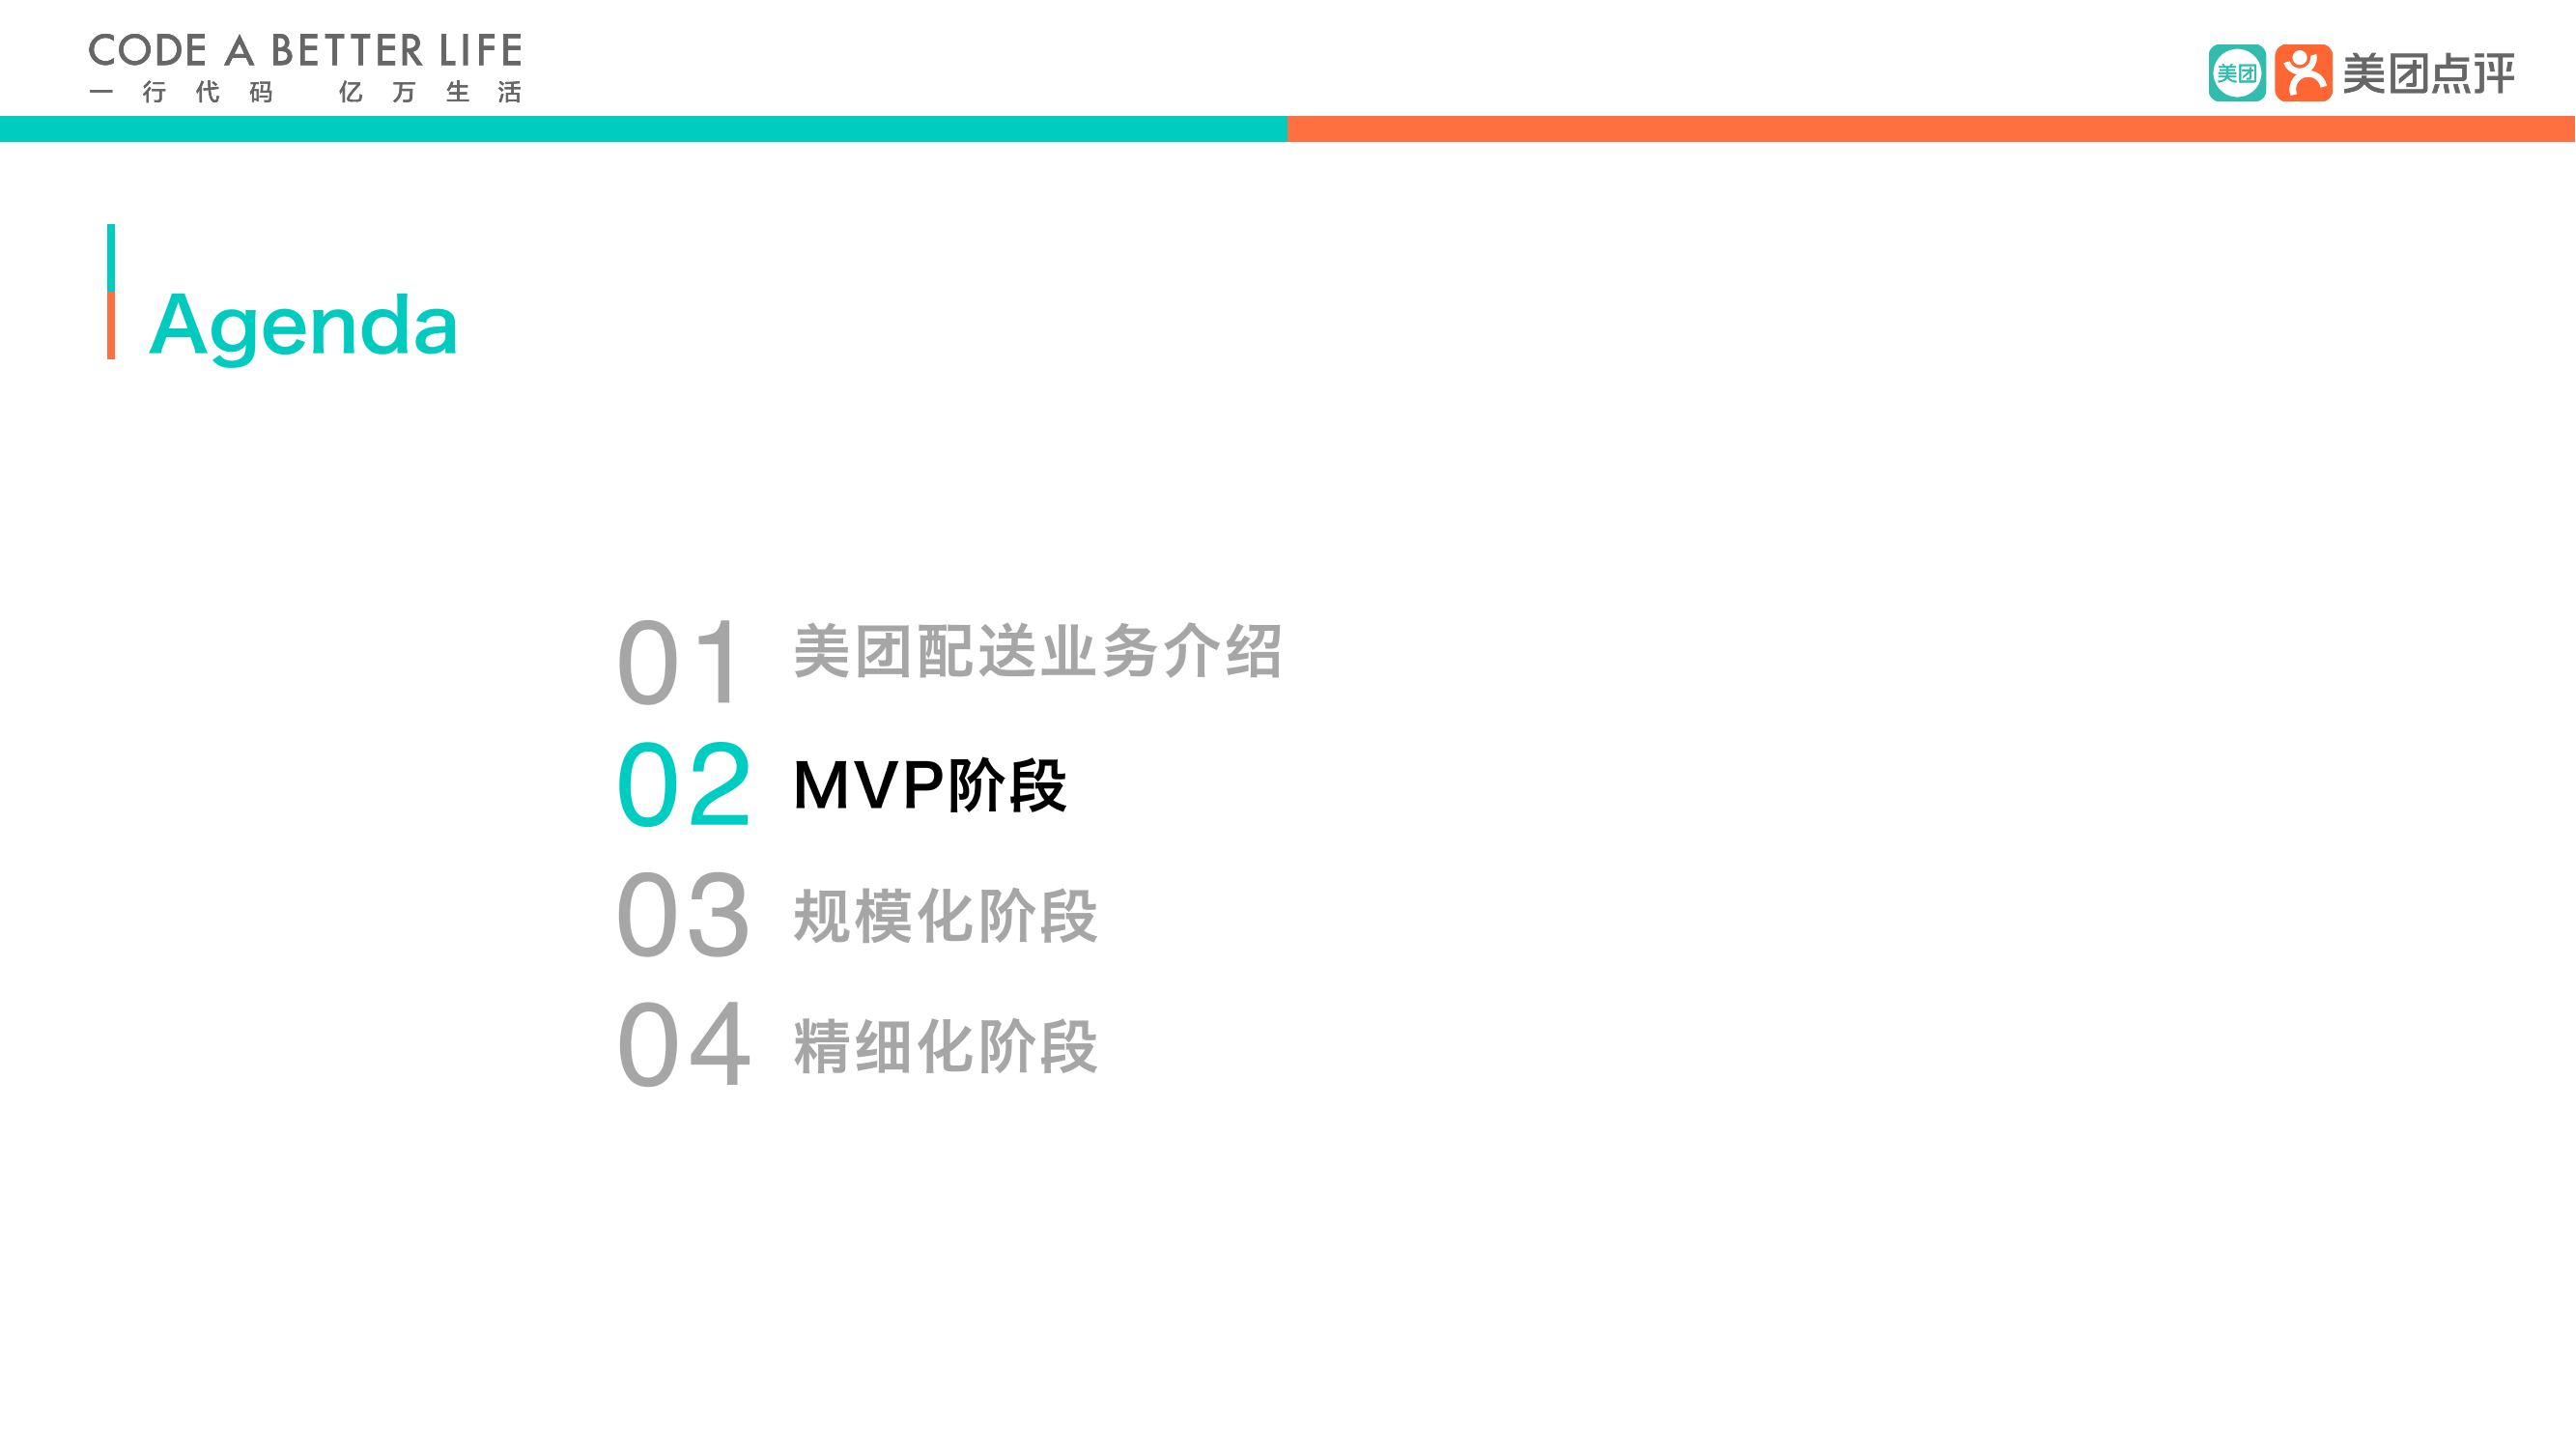 CODE A BETTER LIFE
一行代码 亿万生活
美团 美团点评
Agenda
01 美团配送业务介绍
02 MVP阶段
03 规模化阶段
04 精细化阶段